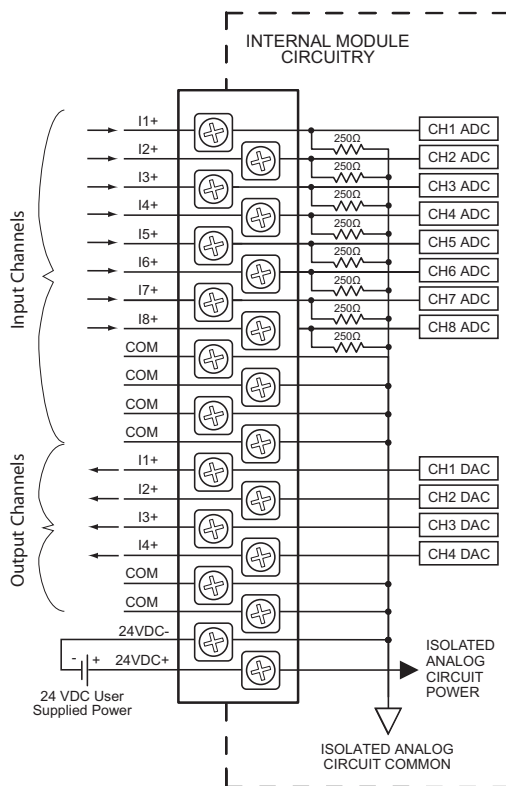 INTERNAL MODULE
CIRCUITRY
Input Channels
I1+
250Ω
CH1 ADC
I2+
250Ω
CH2 ADC
I3+
250Ω
CH3 ADC
I4+
250Ω
CH4 ADC
I5+
250Ω
CH5 ADC
I6+
250Ω
CH6 ADC
I7+
250Ω
CH7 ADC
I8+
250Ω
CH8 ADC
COM
COM
COM
COM
Output Channels
I1+
CH1 DAC
I2+
CH2 DAC
I3+
CH3 DAC
I4+
CH4 DAC
COM
COM
24VDC-
- +
24VDC+
24 VDC User
Supplied Power
ISOLATED
ANALOG
CIRCUIT
POWER
ISOLATED ANALOG
CIRCUIT COMMON